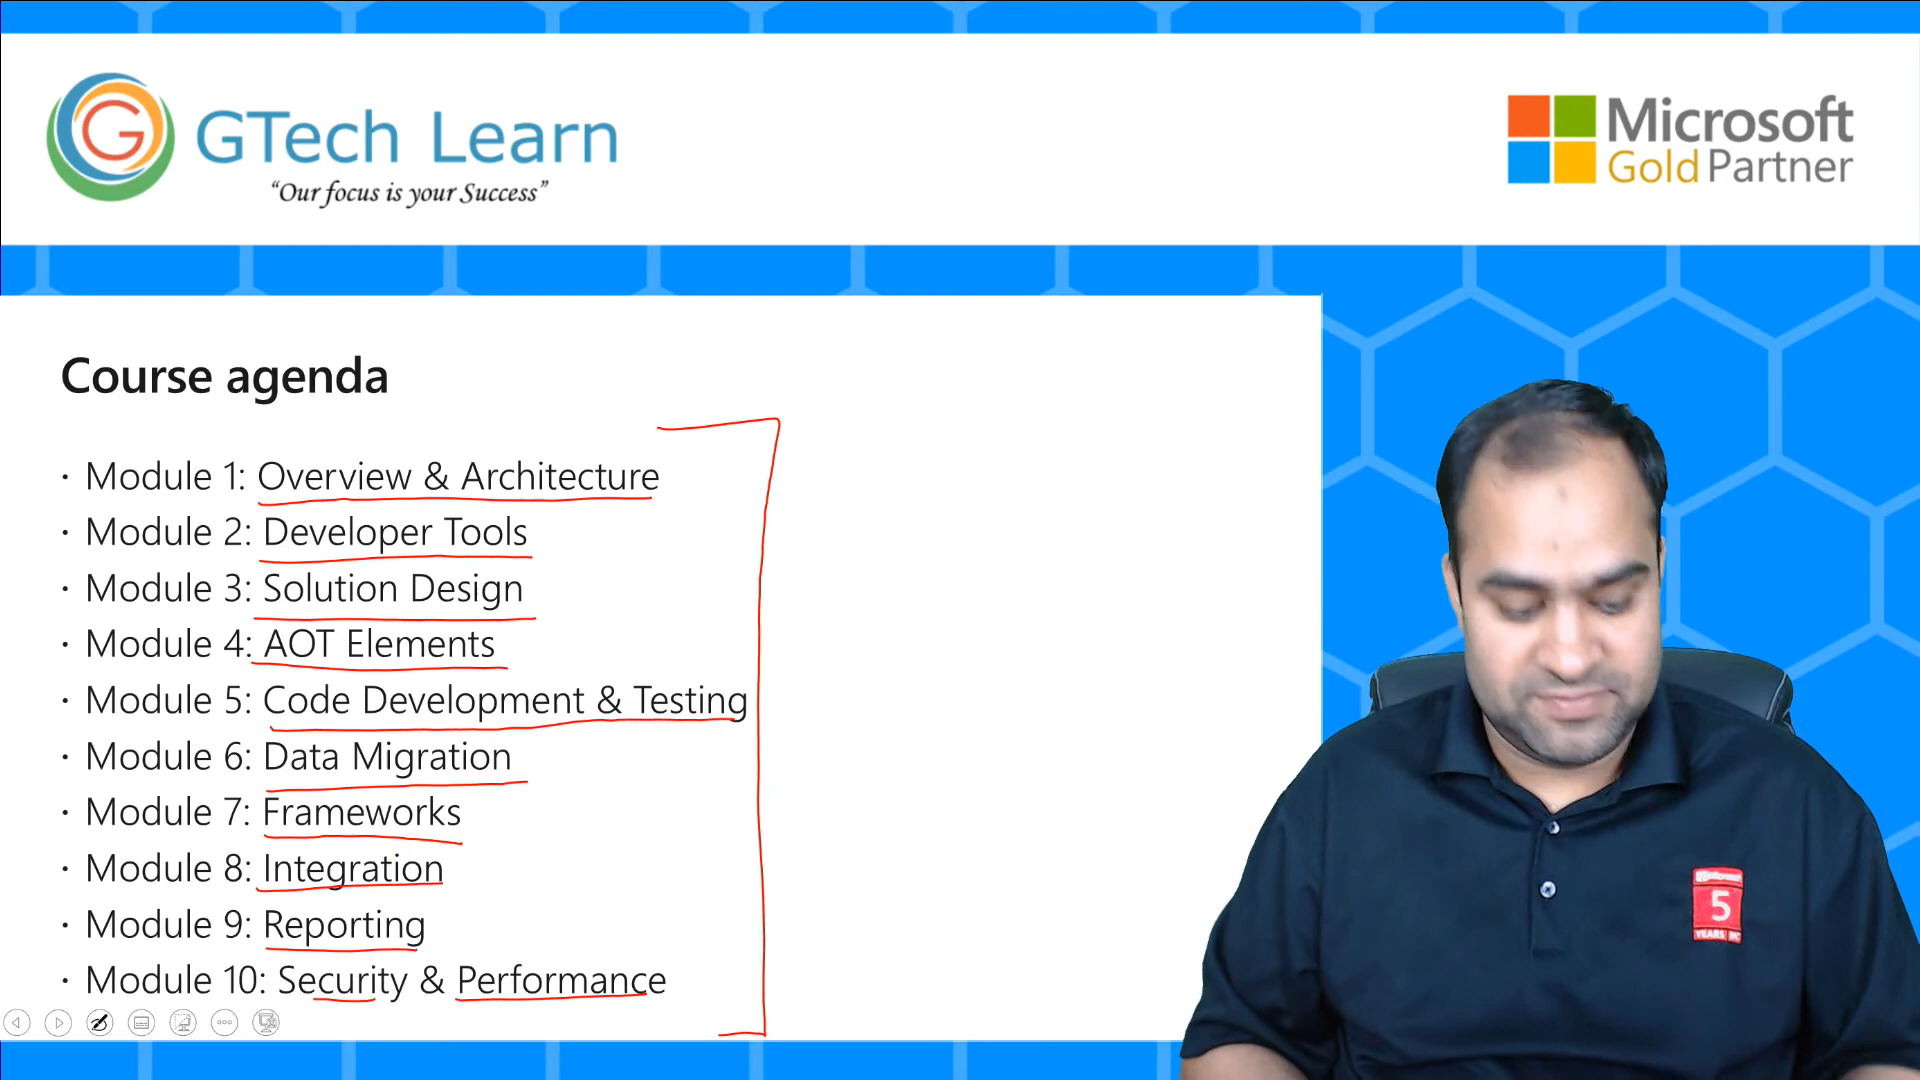 GTech Learn
“Our focus is your Success”
Microsoft
Gold Partner
Course agenda
• Module 1: Overview & Architecture
• Module 2: Developer Tools
• Module 3: Solution Design
• Module 4: AOT Elements
• Module 5: Code Development & Testing
• Module 6: Data Migration
• Module 7: Frameworks
• Module 8: Integration
• Module 9: Reporting
• Module 10: Security & Performance
5
YEARS